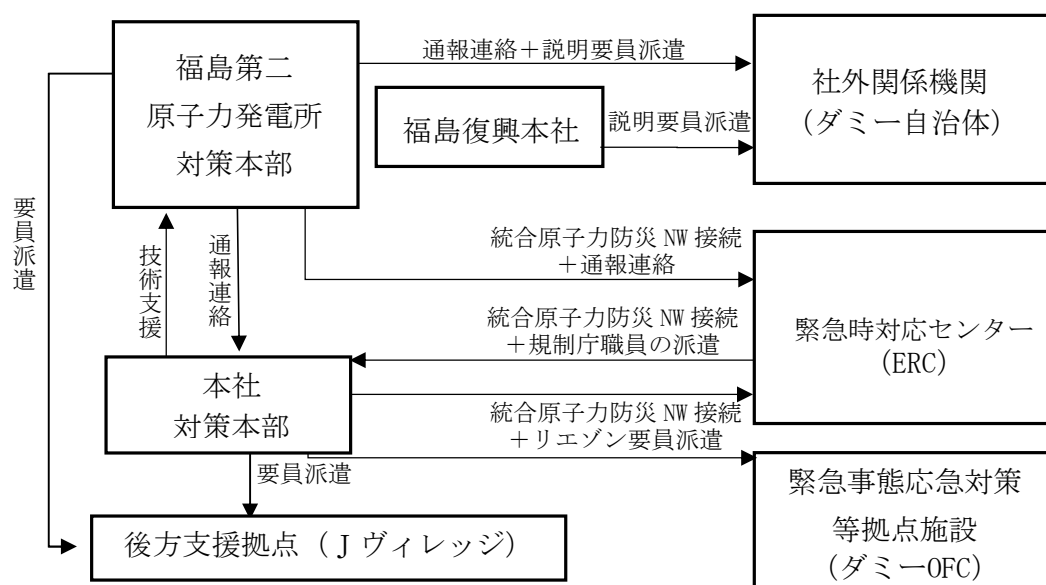 福島第二
原子力発電所
対策本部
通報連絡＋説明要員派遣
社外関係機関
（ダミー自治体）
福島復興本社
説明要員派遣
要員派遣
技術支援
通報連絡
統合原子力防災 NW 接続
＋通報連絡
統合原子力防災 NW 接続
＋規制庁職員の派遣
緊急時対応センター
（ERC）
本社
対策本部
統合原子力防災 NW 接続
＋リエゾン要員派遣
要員派遣
緊急事態応急対策
等拠点施設
（ダミーOFC）
後方支援拠点（Ｊヴィレッジ）